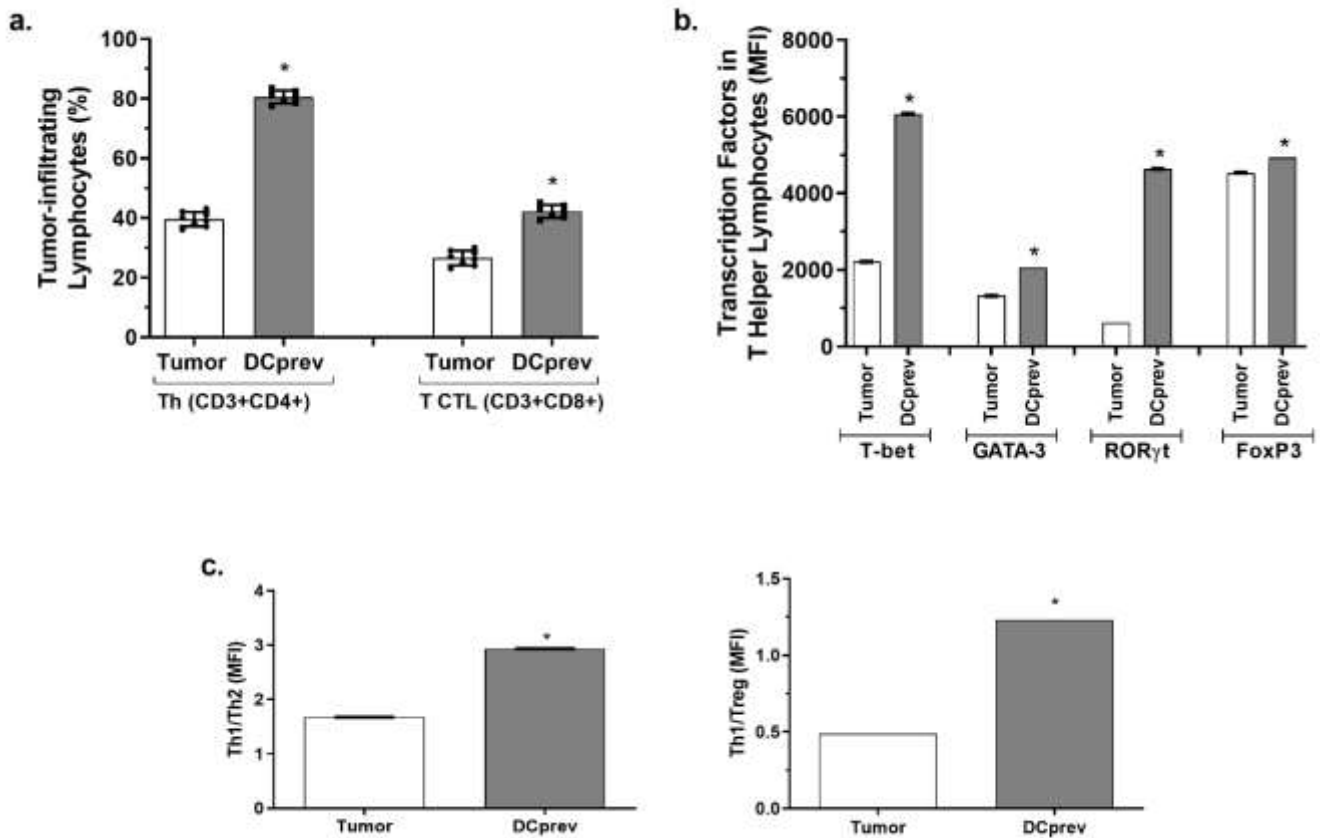 a.
Tumor-infiltrating
Lymphocytes (%)
100
80
60
40
20
0
*
*
Tumor DCprev Tumor DCprev
Th (CD3+CD4+) T CTL (CD3+CD8+)
b.
Transcription Factors in
T Helper Lymphocytes (MFI)
8000
6000
4000
2000
0
*
*
*
*
Tumor
DCprev
Tumor
DCprev
Tumor
DCprev
Tumor
DCprev
T-bet GATA-3 RORγt FoxP3
c.
Th1/Th2 (MFI)
4
3
2
1
0
*
Tumor DCprev
Th1/Treg (MFI)
1.5
1.0
0.5
0.0
*
Tumor DCprev